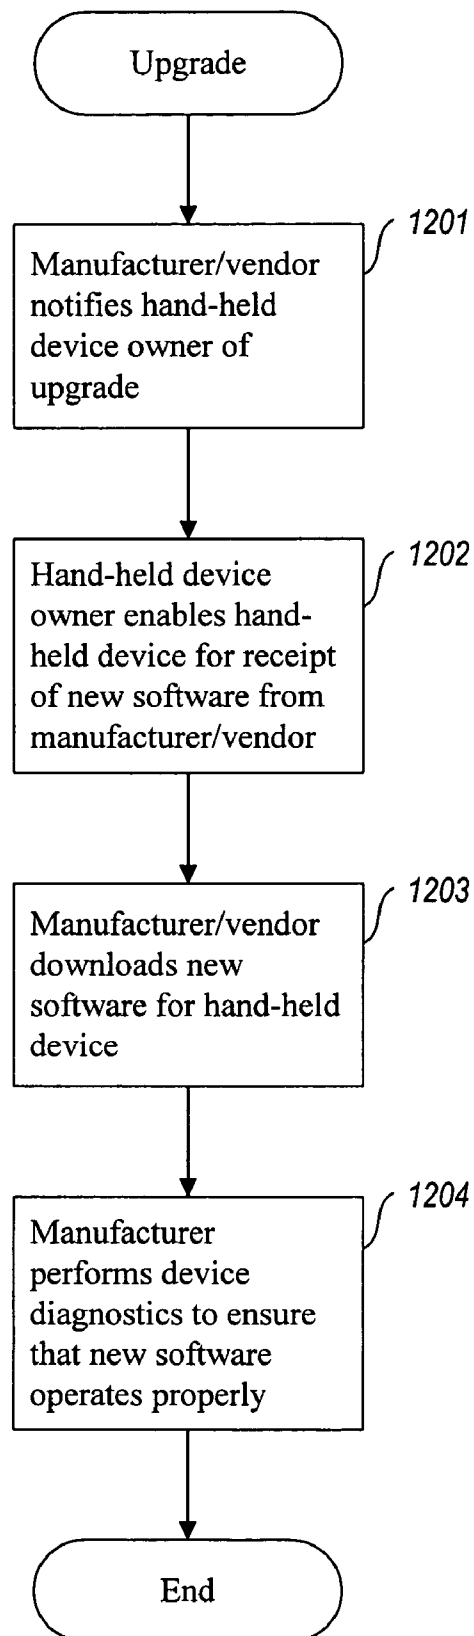 Upgrade
1201
Manufacturer/vendor
notifies hand-held
device owner of
upgrade
1202
Hand-held device
owner enables hand-
held device for receipt
of new software from
manufacturer/vendor
1203
Manufacturer/vendor
downloads new
software for hand-held
device
1204
Manufacturer
performs device
diagnostics to ensure
that new software
operates properly
End